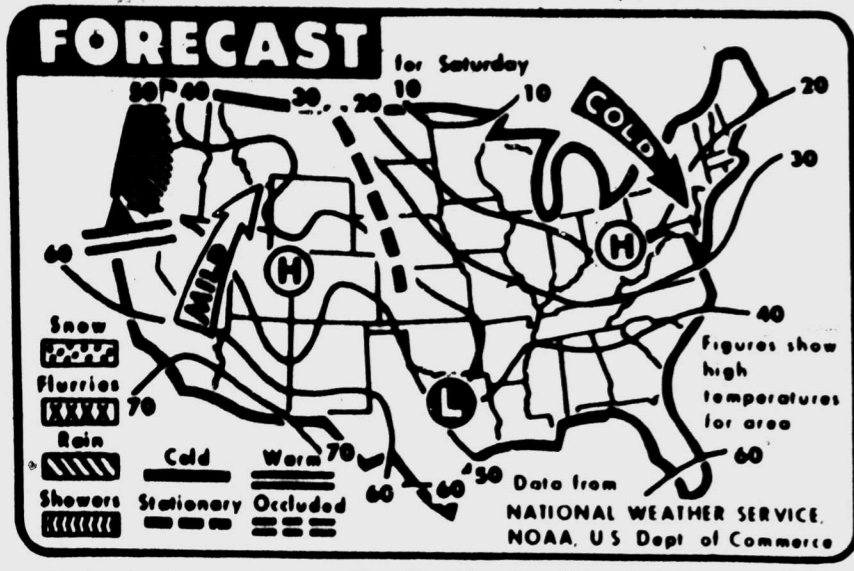 FORECAST
for Saturday
50 40 30 20 10 10
COLD
20
30
H
60
H
MILD
Snow
40
Figures show
high
temperatures
for area
Flurries
70
L
Rain
Cold
Warm
70
60
60
50
60
Showers
Stationary
Occluded
Data from
NATIONAL WEATHER SERVICE,
NOAA, U S Dept of Commerce